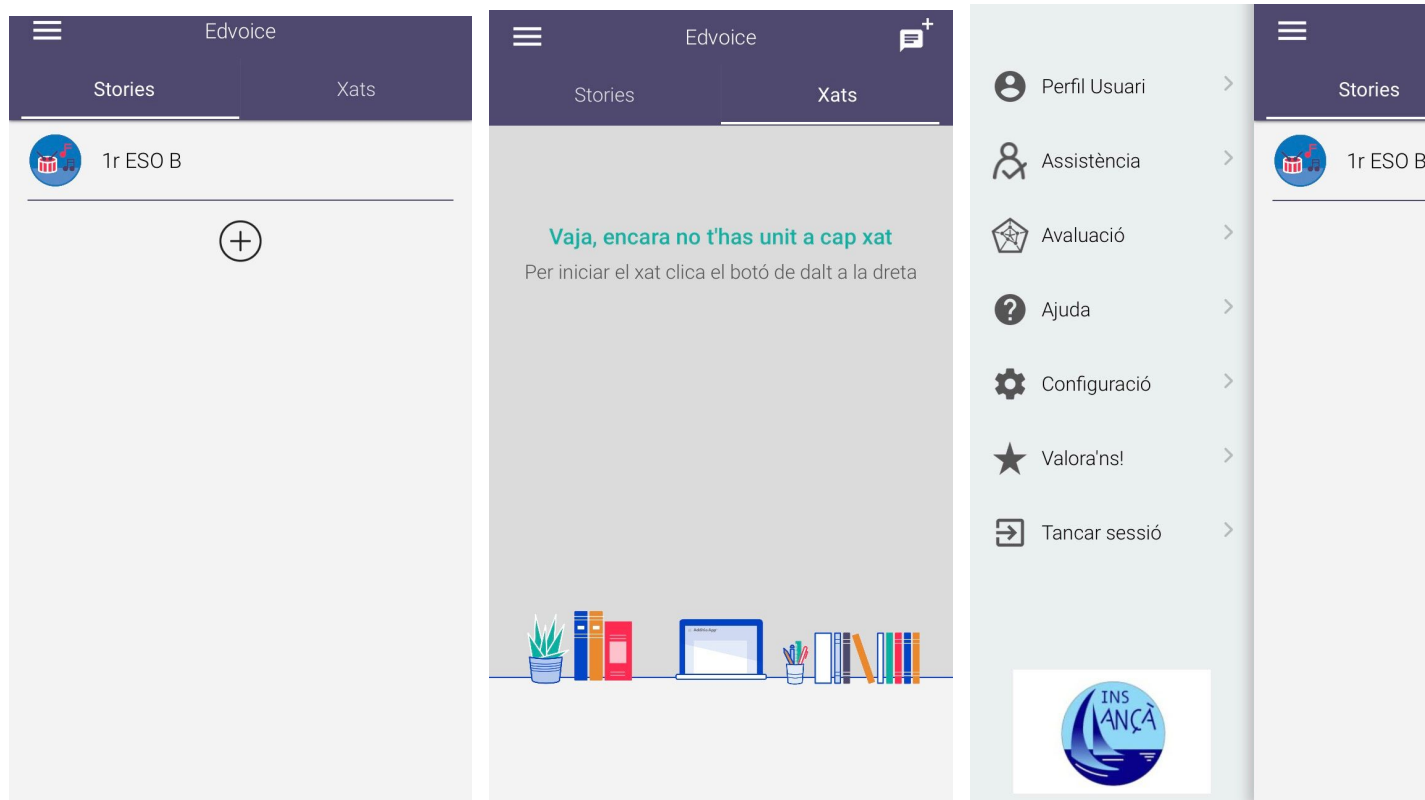 Edvoice
Stories
Xats
1r ESO B
Edvoice
Stories
Xats
Vaja, encara no t'has unit a cap xat
Per iniciar el xat clica el botó de dalt a la dreta
Perfil Usuari
Assistència
Avaluació
Ajuda
Configuració
Valora'ns!
Tancar sessió
INS
ANÇÀ
Stories
1r ESO B